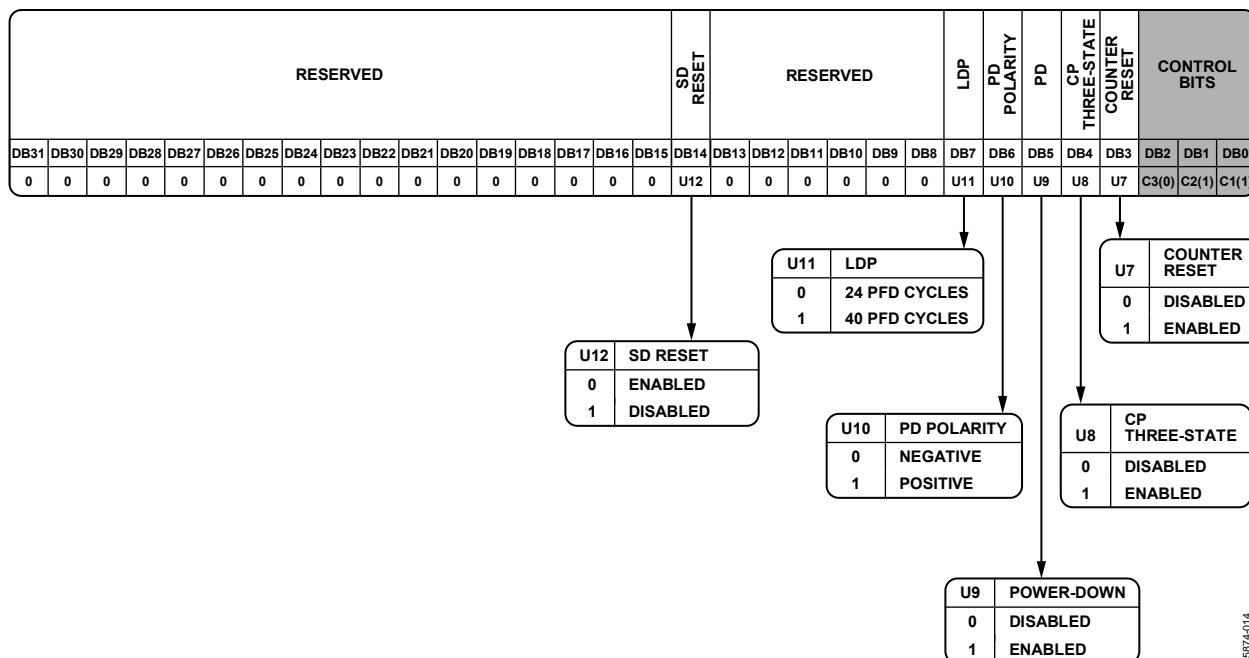 RESERVED
SD RESET
RESERVED
LDP
PD POLARITY
PD
CP THREE-STATE
COUNTER RESET
CONTROL BITS
DB31 DB30 DB29 DB28 DB27 DB26 DB25 DB24 DB23 DB22 DB21 DB20 DB19 DB18 DB17 DB16 DB15 DB14 DB13 DB12 DB11 DB10 DB9 DB8 DB7 DB6 DB5 DB4 DB3 DB2 DB1 DB0
0 0 0 0 0 0 0 0 0 0 0 0 0 0 0 0 0 U12 0 0 0 0 0 0 U11 U10 U9 U8 U7 C3(0) C2(1) C1(1)
U11 LDP
0 24 PFD CYCLES
1 40 PFD CYCLES
U7 COUNTER RESET
0 DISABLED
1 ENABLED
U12 SD RESET
0 ENABLED
1 DISABLED
U10 PD POLARITY
0 NEGATIVE
1 POSITIVE
U8 CP THREE-STATE
0 DISABLED
1 ENABLED
U9 POWER-DOWN
0 DISABLED
1 ENABLED
5874-014